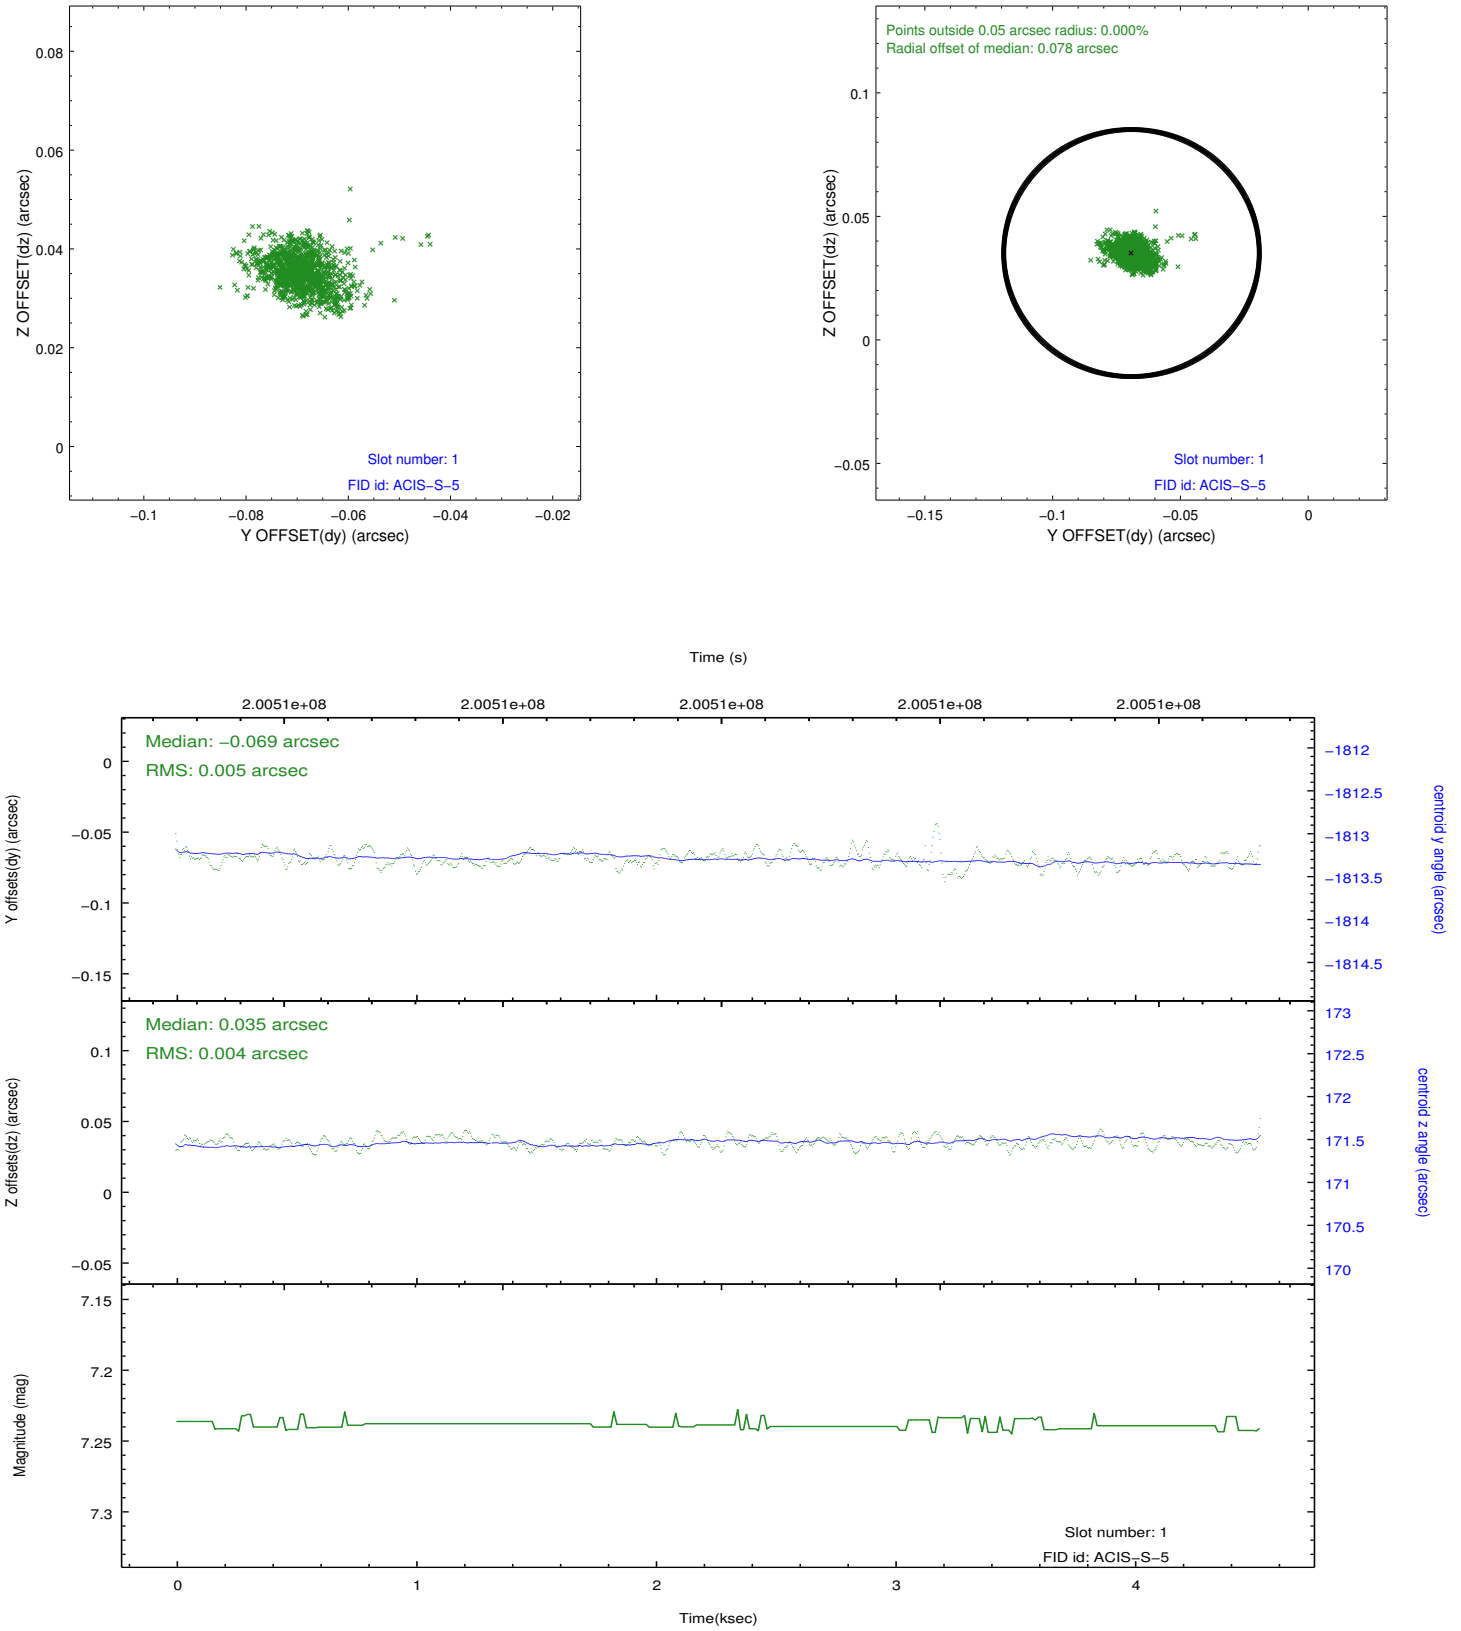 0.08
0.06
0.04
0.02
0
Z OFFSET(dz) (arcsec)
Slot number: 1
FID id: ACIS−S−5
−0.1
−0.08
−0.06
−0.04
−0.02
Y OFFSET(dy) (arcsec)
Points outside 0.05 arcsec radius: 0.000%
Radial offset of median: 0.078 arcsec
0.1
0.05
0
−0.05
Z OFFSET(dz) (arcsec)
Slot number: 1
FID id: ACIS−S−5
−0.15
−0.1
−0.05
0
Y OFFSET(dy) (arcsec)
Time (s)
2.0051e+08
2.0051e+08
2.0051e+08
2.0051e+08
2.0051e+08
Median: −0.069 arcsec
RMS: 0.005 arcsec
0
−0.05
−0.1
−0.15
Y offsets(dy) (arcsec)
−1812
−1812.5
−1813
−1813.5
−1814
−1814.5
centroid y angle (arcsec)
Median: 0.035 arcsec
RMS: 0.004 arcsec
0.1
0.05
0
−0.05
Z offsets(dz) (arcsec)
173
172.5
172
171.5
171
170.5
170
centroid z angle (arcsec)
7.15
7.2
7.25
7.3
Magnitude (mag)
Slot number: 1
FID id: ACIS−S−5
0
1
2
3
4
Time(ksec)